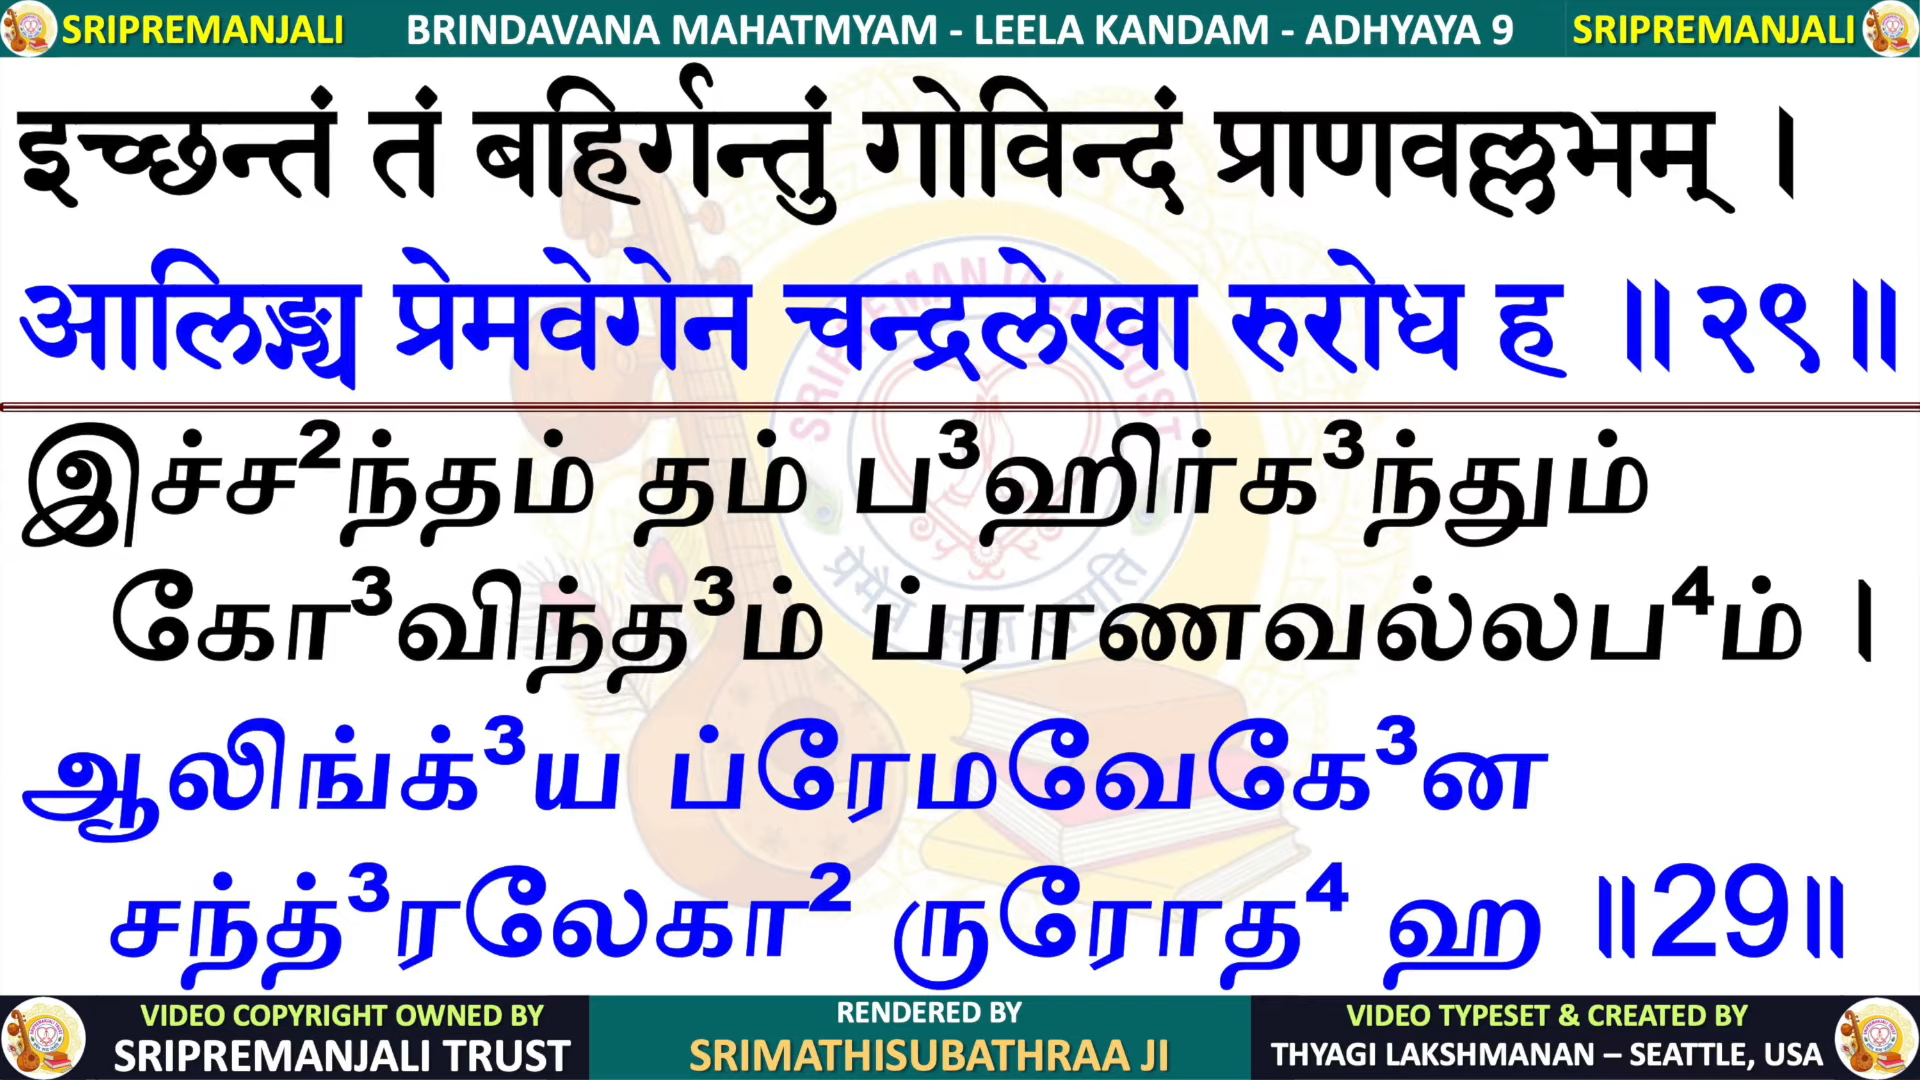 SRIPREMANJALI BRINDAVANA MAHATMYAM - LEELA KANDAM - ADHYAYA 9 SRIPREMANJALI
इच्छन्तं तं बहिर्गन्तुं गोविन्दं प्राणवल्लभम् ।
आलिङ्ग्य प्रेमवेगेन चन्द्रलेखा रुरोध ह ॥२९॥
இச்ச²ந்தம் தம் ப³ஹிர்க³ந்தும்
கோ³விந்த³ம் ப்ராணவல்லப⁴ம் ।
ஆலிங்க்³ய ப்ரேமவேகே³ன
சந்த்³ரலேகா² ருரோத⁴ ஹ ॥29॥
SRIPREMANJALI TRUST
VIDEO COPYRIGHT OWNED BY
SRIPREMANJALI TRUST
RENDERED BY
SRIMATHISUBATHRAA JI
VIDEO TYPESET & CREATED BY
THYAGI LAKSHMANAN – SEATTLE, USA